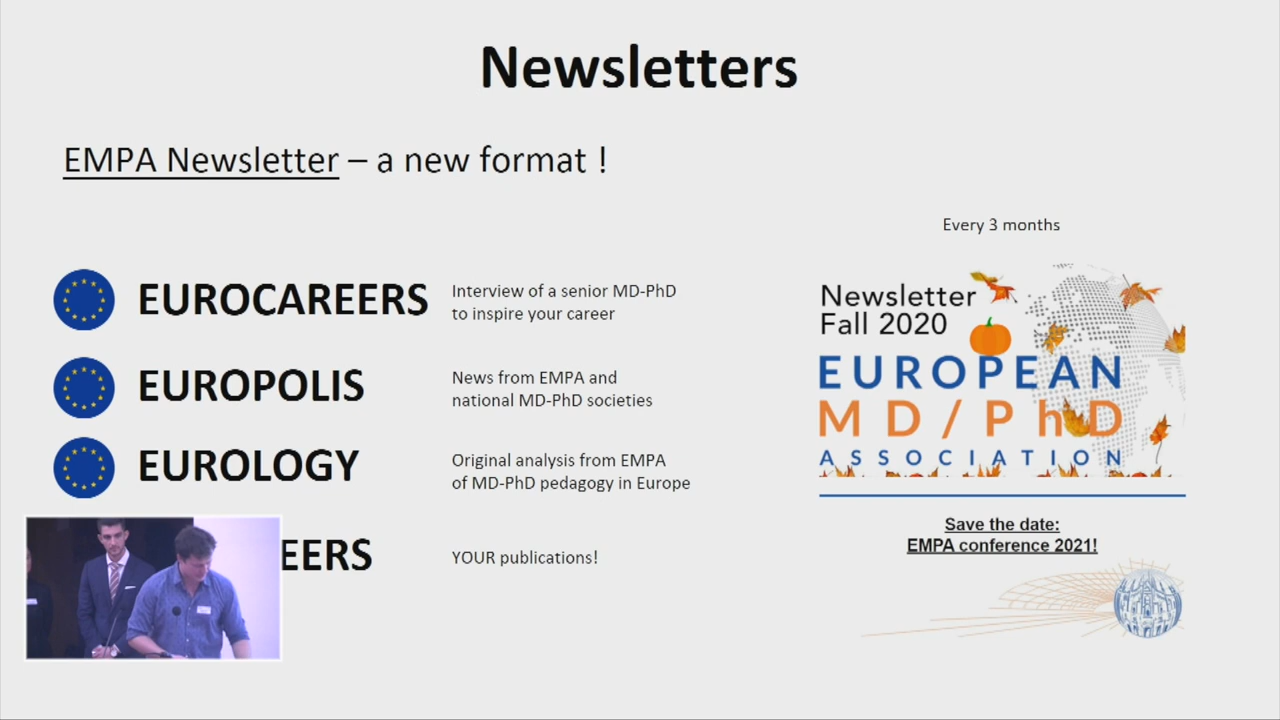 Newsletters
EMPA Newsletter – a new format !
Every 3 months
EUROCAREERS
Interview of a senior MD-PhD
to inspire your career
EUROPOLIS
News from EMPA and
national MD-PhD societies
EUROLOGY
Original analysis from EMPA
of MD-PhD pedagogy in Europe
EERS
YOUR publications!
Newsletter
Fall 2020
EUROPEAN
MD/PhD
ASSOCIATION
Save the date:
EMPA conference 2021!